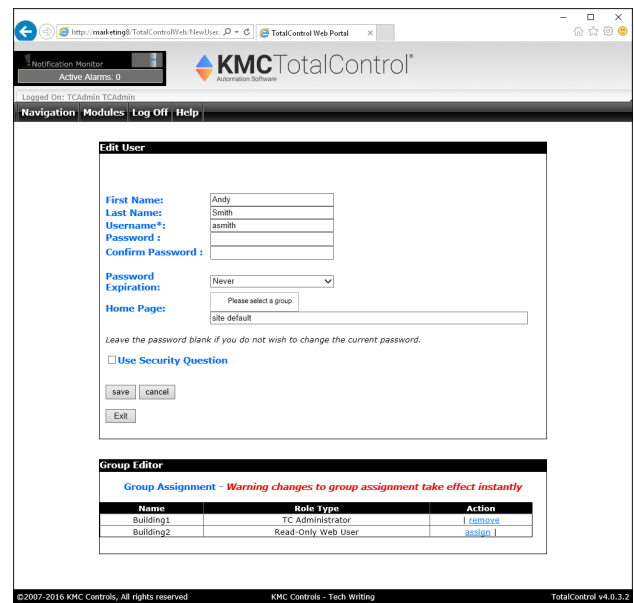 http://marketing8/TotalControlWeb/NewUser.
TotalControl Web Portal
Notification Monitor
Active Alarms: 0
KMC TotalControl®
Automation Software
Logged On: TCAdmin TCAdmin
Navigation Modules Log Off Help
Edit User
First Name: Andy
Last Name: Smith
Username*: asmith
Password :
Confirm Password :
Password Expiration: Never
Please select a group.
Home Page:
site default
Leave the password blank if you do not wish to change the current password.
Use Security Question
save cancel
Exit
Group Editor
Group Assignment - Warning changes to group assignment take effect instantly
Name Role Type Action
Building1 TC Administrator | remove
Building2 Read-Only Web User assign |
©2007-2016 KMC Controls, All rights reserved KMC Controls - Tech Writing TotalControl v4.0.3.2